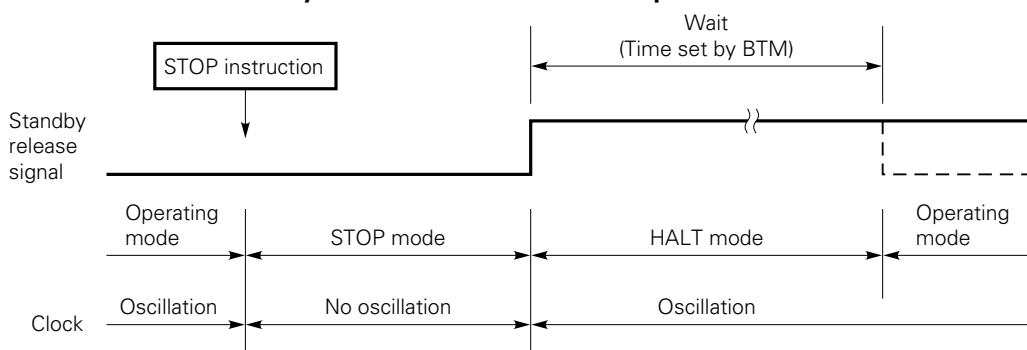 Wait
(Time set by BTM)
STOP instruction
Standby
release
signal
Operating
mode
STOP mode
HALT mode
Operating
mode
Clock
Oscillation
No oscillation
Oscillation